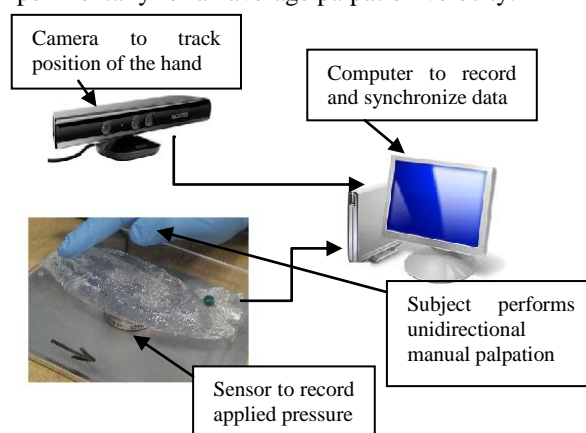 Camera to track
position of the hand
Computer to record
and synchronize data
Subject performs
unidirectional
manual palpation
Sensor to record
applied pressure